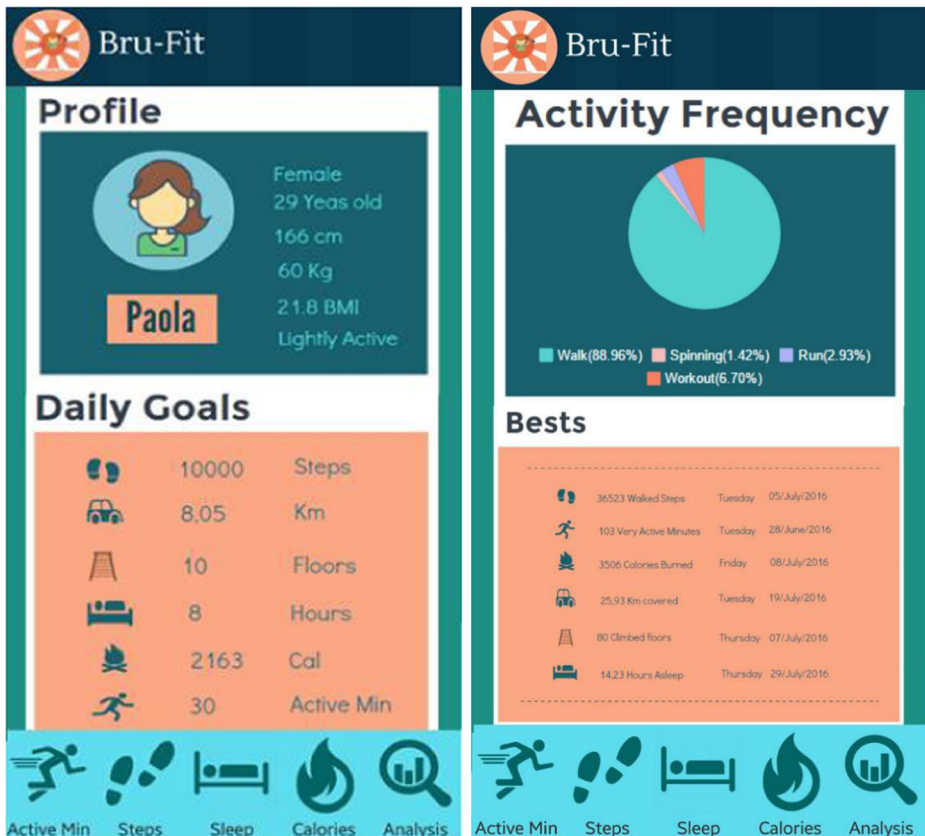 Bru-Fit
Profile
Female
29 Yeas old
166 cm
60 Kg
21.8 BMI
Lightly Active
Paola
Daily Goals
10000 Steps
8,05 Km
10 Floors
8 Hours
2163 Cal
30 Active Min
Active Min Steps Sleep Calories Analysis
Bru-Fit
Activity Frequency
Walk(88.96%) Spinning(1.42%) Run(2.93%)
Workout(6.70%)
Bests
36523 Walked Steps Tuesday 05/July/2016
103 Very Active Minutes Tuesday 28/June/2016
3506 Calories Burned Friday 08/July/2016
25,93 Km covered Tuesday 19/July/2016
80 Climbed floors Thursday 07/July/2016
14,23 Hours Asleep Thursday 29/July/2016
Active Min Steps Sleep Calories Analysis